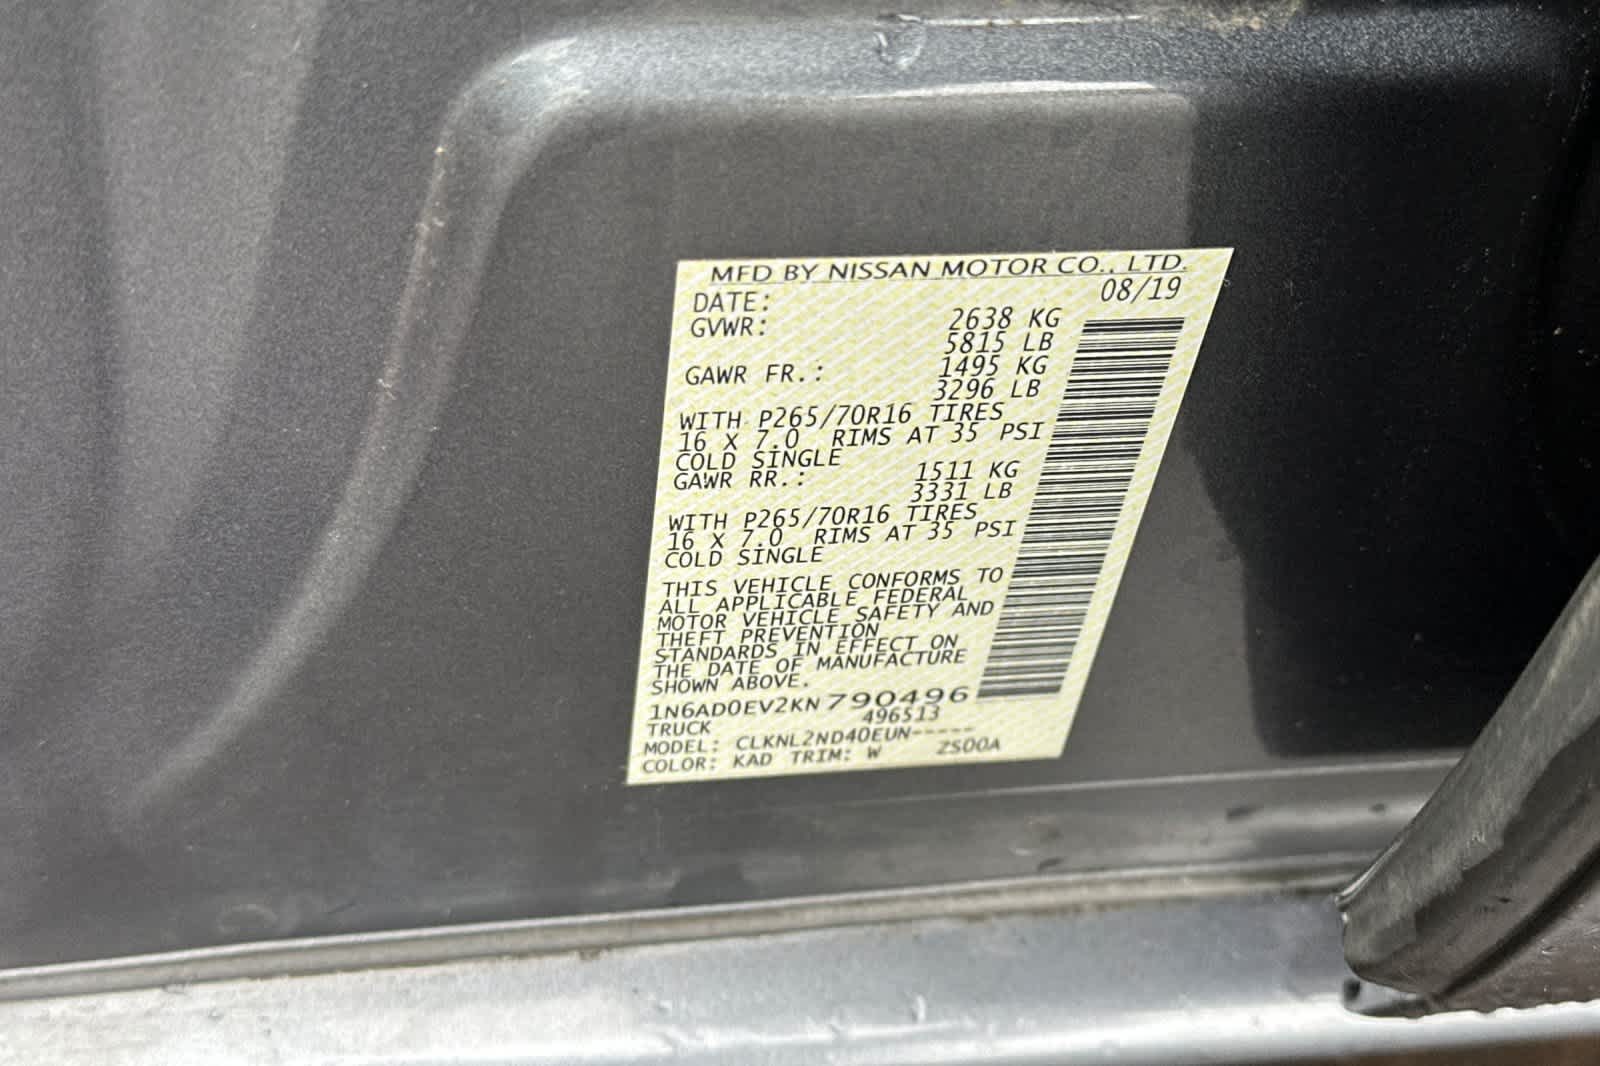 MFD BY NISSAN MOTOR CO., LTD.
DATE: 08/19
GVWR: 2638 KG
5815 LB
GAWR FR.: 1495 KG
3296 LB
WITH P265/70R16 TIRES
16 X 7.0 RIMS AT 35 PSI
COLD SINGLE
GAWR RR.: 1511 KG
3331 LB
WITH P265/70R16 TIRES
16 X 7.0 RIMS AT 35 PSI
COLD SINGLE
THIS VEHICLE CONFORMS TO
ALL APPLICABLE FEDERAL
MOTOR VEHICLE SAFETY AND
THEFT PREVENTION
STANDARDS IN EFFECT ON
THE DATE OF MANUFACTURE
SHOWN ABOVE.
1N6AD0EV2KN790496
TRUCK 496513
MODEL: CLKNL2ND40EUN-----
COLOR: KAD TRIM: W ZS00A